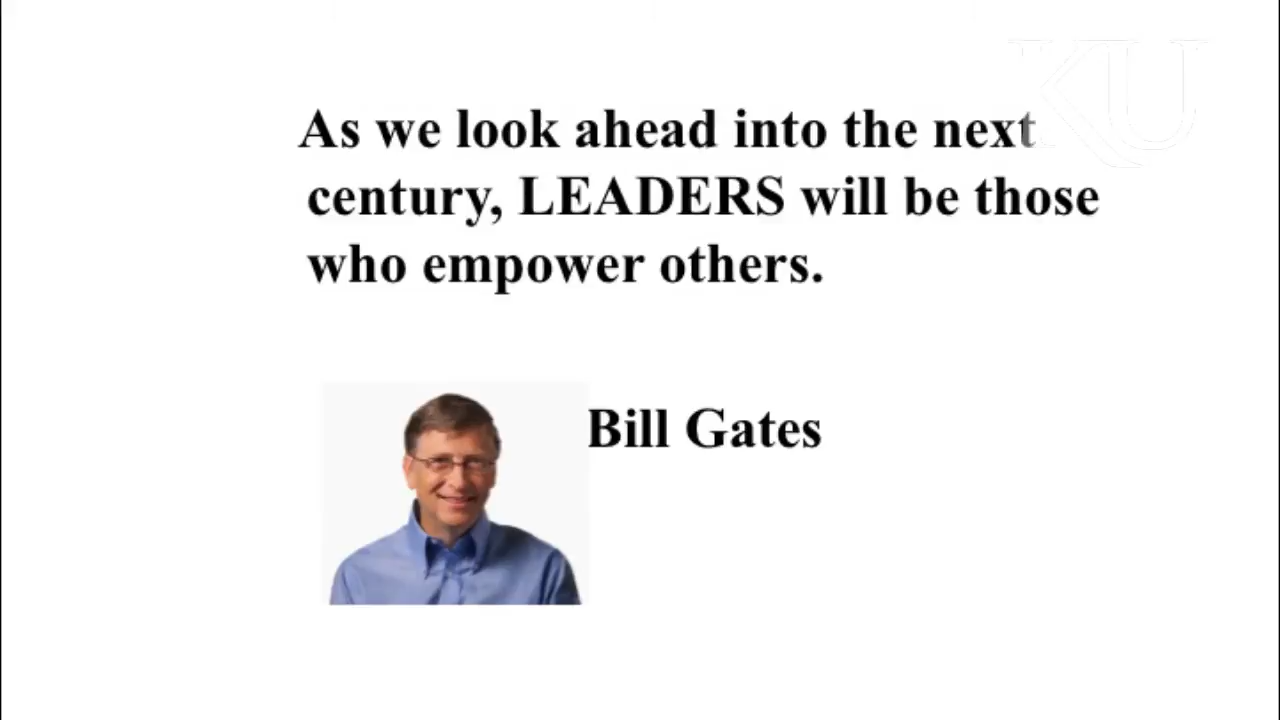 KU
As we look ahead into the next
century, LEADERS will be those
who empower others.
Bill Gates